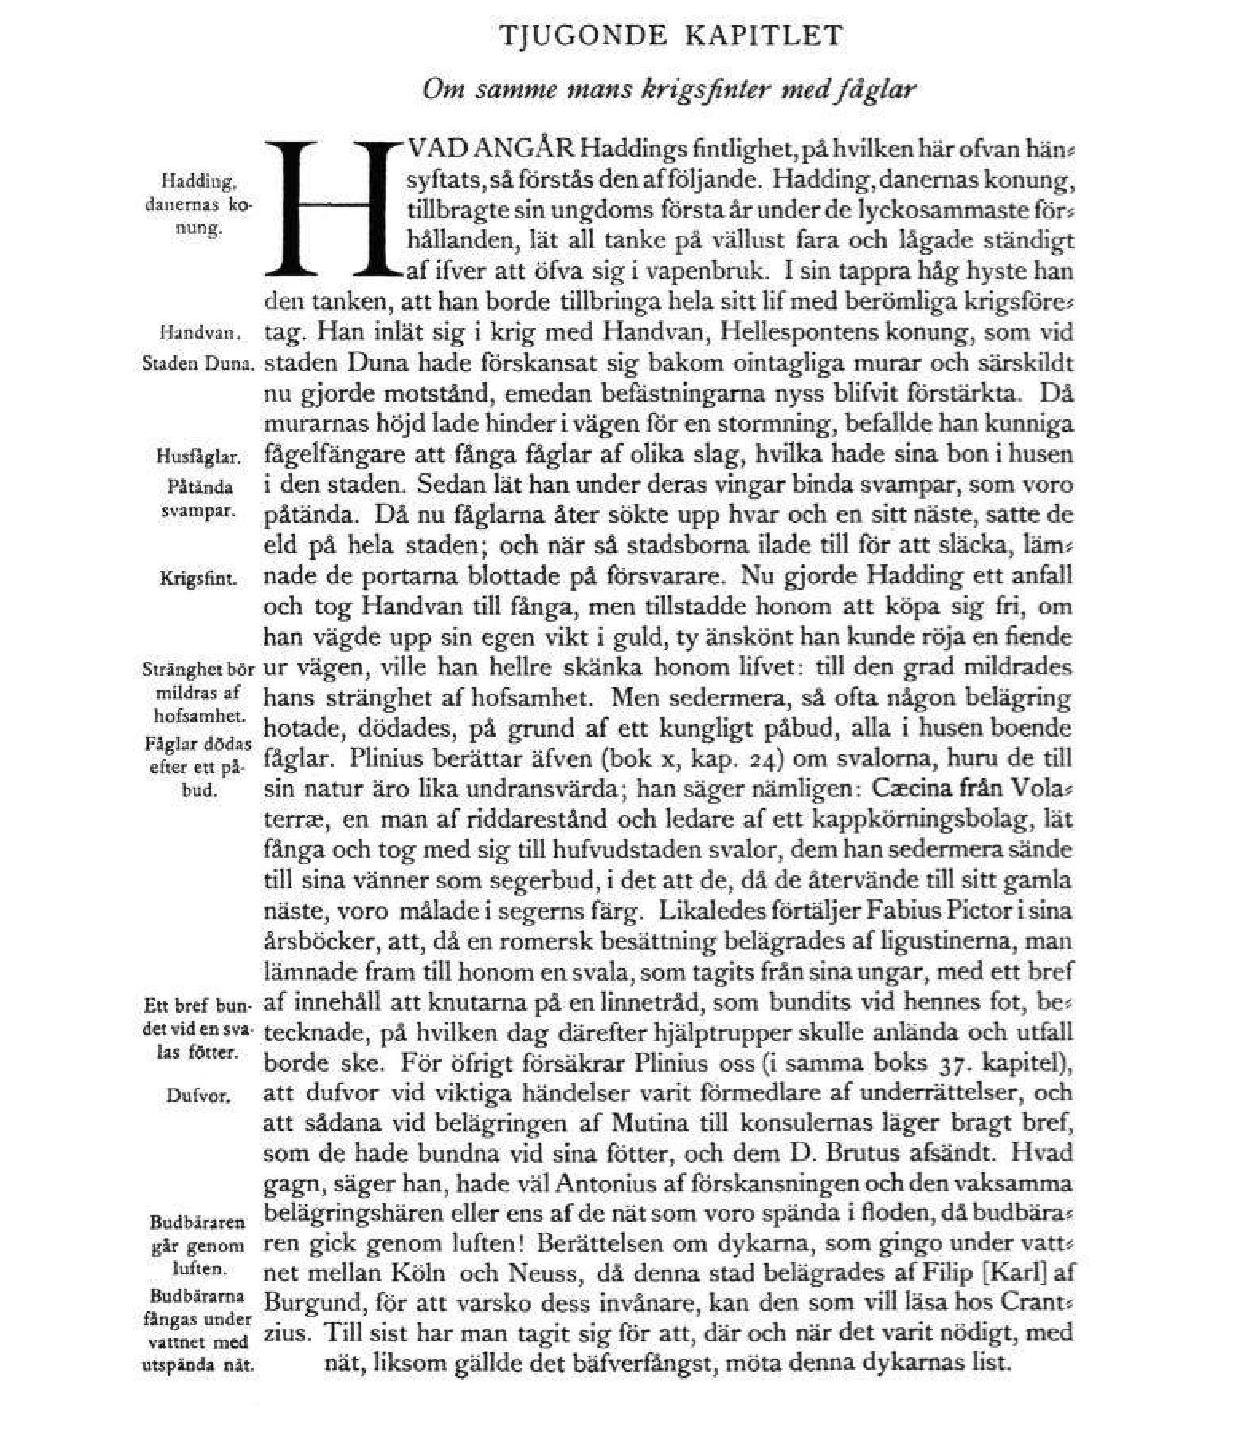 TJUGONDE KAPITLET
Om samme mans krigsfinter med fåglar
HVAD ANGÅR Haddings fintlighet, på hvilken här ofvan hän-
syftats, så förstås den af följande. Hadding, danernas konung,
tillbragte sin ungdoms första år under de lyckosammaste för-
hållanden, lät all tanke på vällust fara och lågade ständigt
af ifver att öfva sig i vapenbruk. I sin tappra håg hyste han
den tanken, att han borde tillbringa hela sitt lif med berömliga krigsföre-
tag. Han inlät sig i krig med Handvan, Hellespontens konung, som vid
staden Duna hade förskansat sig bakom ointagliga murar och särskildt
nu gjorde motstånd, emedan befästningarna nyss blifvit förstärkta. Då
murarnas höjd lade hinder i vägen för en stormning, befallde han kunniga
fågelfängare att fånga fåglar af olika slag, hvilka hade sina bon i husen
i den staden. Sedan lät han under deras vingar binda svampar, som voro
påtända. Då nu fåglarna åter sökte upp hvar och en sitt näste, satte de
eld på hela staden; och när så stadsborna ilade till för att släcka, läm-
nade de portarna blottade på försvarare. Nu gjorde Hadding ett anfall
och tog Handvan till fånga, men tillstadde honom att köpa sig fri, om
han vägde upp sin egen vikt i guld, ty änskönt han kunde röja en fiende
ur vägen, ville han hellre skänka honom lifvet: till den grad mildrades
hans stränghet af hofsamhet. Men sedermera, så ofta någon belägring
hotade, dödades, på grund af ett kungligt påbud, alla i husen boende
fåglar. Plinius berättar äfven (bok x, kap. 24) om svalorna, huru de till
sin natur äro lika undransvärda; han säger nämligen: Cæcina från Vola-
terræ, en man af riddarestånd och ledare af ett kappkörningsbolag, lät
fånga och tog med sig till hufvudstaden svalor, dem han sedermera sände
till sina vänner som segerbud, i det att de, då de återvände till sitt gamla
näste, voro målade i segerns färg. Likaledes förtäljer Fabius Pictor i sina
årsböcker, att, då en romersk besättning belägrades af ligustinerna, man
lämnade fram till honom en svala, som tagits från sina ungar, med ett bref
af innehåll att knutarna på en linnetråd, som bundits vid hennes fot, be-
tecknade, på hvilken dag därefter hjälptrupper skulle anlända och utfall
borde ske. För öfrigt försäkrar Plinius oss (i samma boks 37. kapitel),
att dufvor vid viktiga händelser varit förmedlare af underrättelser, och
att sådana vid belägringen af Mutina till konsulernas läger bragt bref,
som de hade bundna vid sina fötter, och dem D. Brutus afsändt. Hvad
gagn, säger han, hade väl Antonius af förskansningen och den vaksamma
belägringshären eller ens af de nät som voro spända i floden, då budbära-
ren gick genom luften! Berättelsen om dykarna, som gingo under vatt-
net mellan Köln och Neuss, då denna stad belägrades af Filip [Karl] af
Burgund, för att varsko dess invånare, kan den som vill läsa hos Crant-
zius. Till sist har man tagit sig för att, där och när det varit nödigt, med
nät, liksom gällde det bäfverfångst, möta denna dykarnas list.
Hadding,
danernas ko-
nung.
Handvan.
Staden Duna.
Husfåglar.
Påtända
svampar.
Krigsfint.
Stränghet bör
mildras af
hofsamhet.
Fåglar dödas
efter ett på-
bud.
Ett bref bun-
det vid en sva-
las fötter.
Dufvor.
Budbäraren
går genom
luften.
Budbärarna
fångas under
vattnet med
utspända nät.